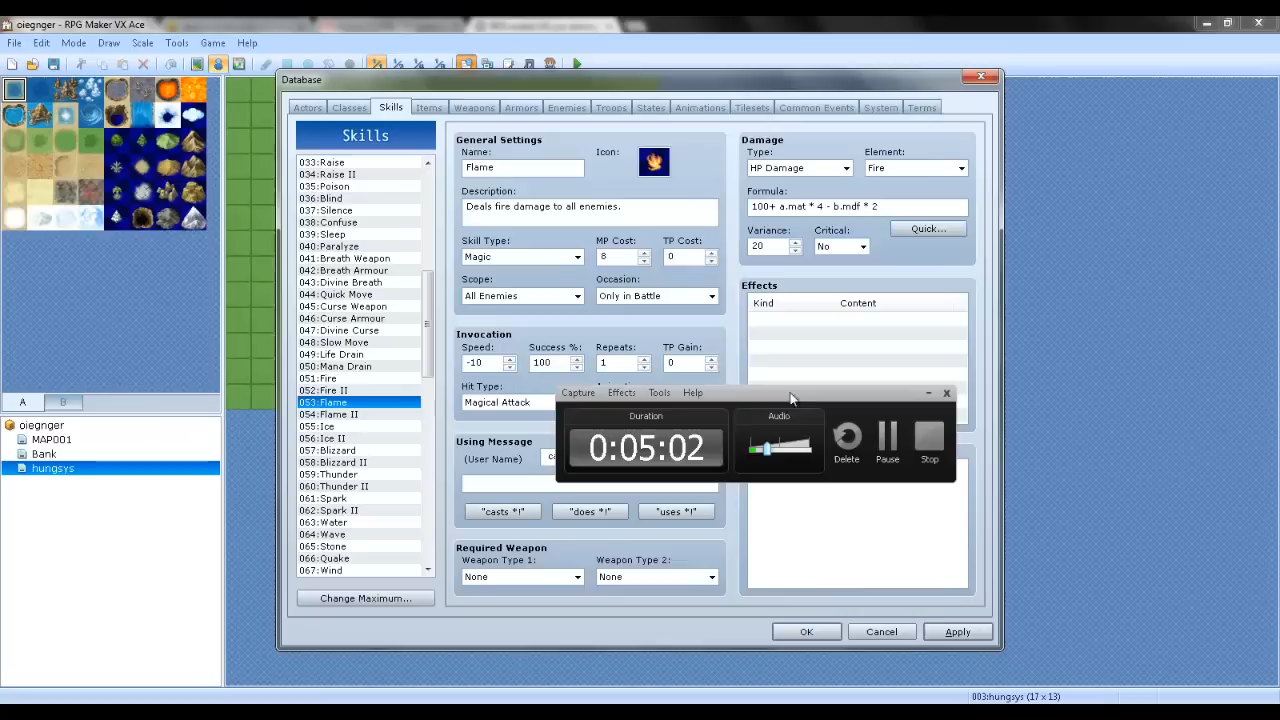 oiegnger - RPG Maker VX Ace
File Edit Mode Draw Scale Tools Game Help
Database
Actors Classes Skills Items Weapons Armors Enemies Troops States Animations Tilesets Common Events System Terms
Skills
033:Raise
034:Raise II
035:Poison
036:Blind
037:Silence
038:Confuse
039:Sleep
040:Paralyze
041:Breath Weapon
042:Breath Armour
043:Divine Breath
044:Quick Move
045:Curse Weapon
046:Curse Armour
047:Divine Curse
048:Slow Move
049:Life Drain
050:Mana Drain
051:Fire
052:Fire II
053:Flame
054:Flame II
055:Ice
056:Ice II
057:Blizzard
058:Blizzard II
059:Thunder
060:Thunder II
061:Spark
062:Spark II
063:Water
064:Wave
065:Stone
066:Quake
067:Wind
Change Maximum...
General Settings
Name: Icon:
Flame
Description:
Deals fire damage to all enemies.
Skill Type: MP Cost: TP Cost:
Magic 8 0
Scope: Occasion:
All Enemies Only in Battle
Invocation
Speed: Success %: Repeats: TP Gain:
-10 100 1 0
Hit Type:
Magical Attack
Using Message
(User Name)
"casts *!" "does *!" "uses *!"
Required Weapon
Weapon Type 1: Weapon Type 2:
None None
Damage
Type: Element:
HP Damage Fire
Formula:
100+ a.mat * 4 - b.mdf * 2
Variance: Critical: Quick...
20 No
Effects
Kind Content
Capture Effects Tools Help
Duration Audio
0:05:02
Delete Pause Stop
OK Cancel Apply
A B
oiegnger
MAP001
Bank
hungsys
003:hungsys (17 x 13)